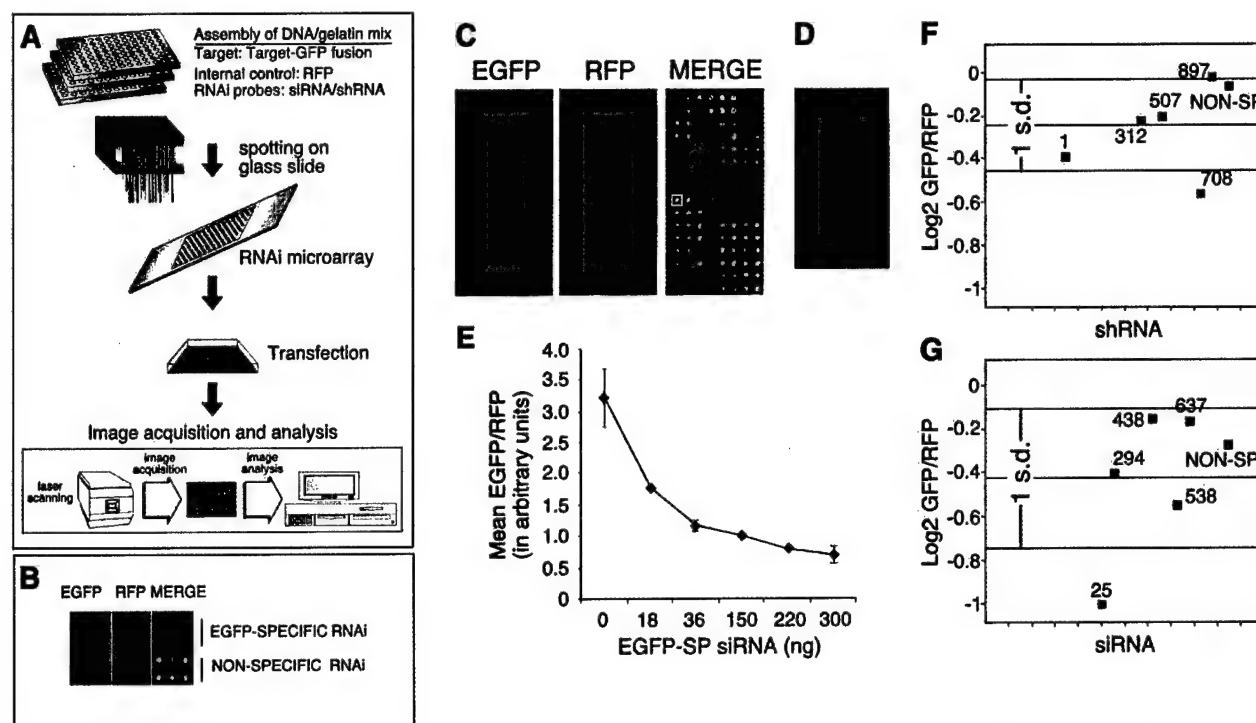 A
Assembly of DNA/gelatin mix
Target: Target-GFP fusion
Internal control: RFP
RNAi probes: siRNA/shRNA
spotting on
glass slide
RNAi microarray
Transfection
Image acquisition and analysis
laser
scanning
image
acquisition
image
analysis
B
EGFP RFP MERGE
EGFP-SPECIFIC RNAi
NON-SPECIFIC RNAi
C
EGFP RFP MERGE
D
E
Mean EGFP/RFP
(in arbitrary units)
4.0
3.5
3.0
2.5
2.0
1.5
1.0
0.5
0
0 18 36 150 220 300
EGFP-SP siRNA (ng)
F
Log2 GFP/RFP
0
-0.2
-0.4
-0.6
-0.8
-1
1 s.d.
897
NON-SP
507
312
1
708
shRNA
G
Log2 GFP/RFP
0
-0.2
-0.4
-0.6
-0.8
-1
1 s.d.
637
438
NON-SP
294
538
25
siRNA